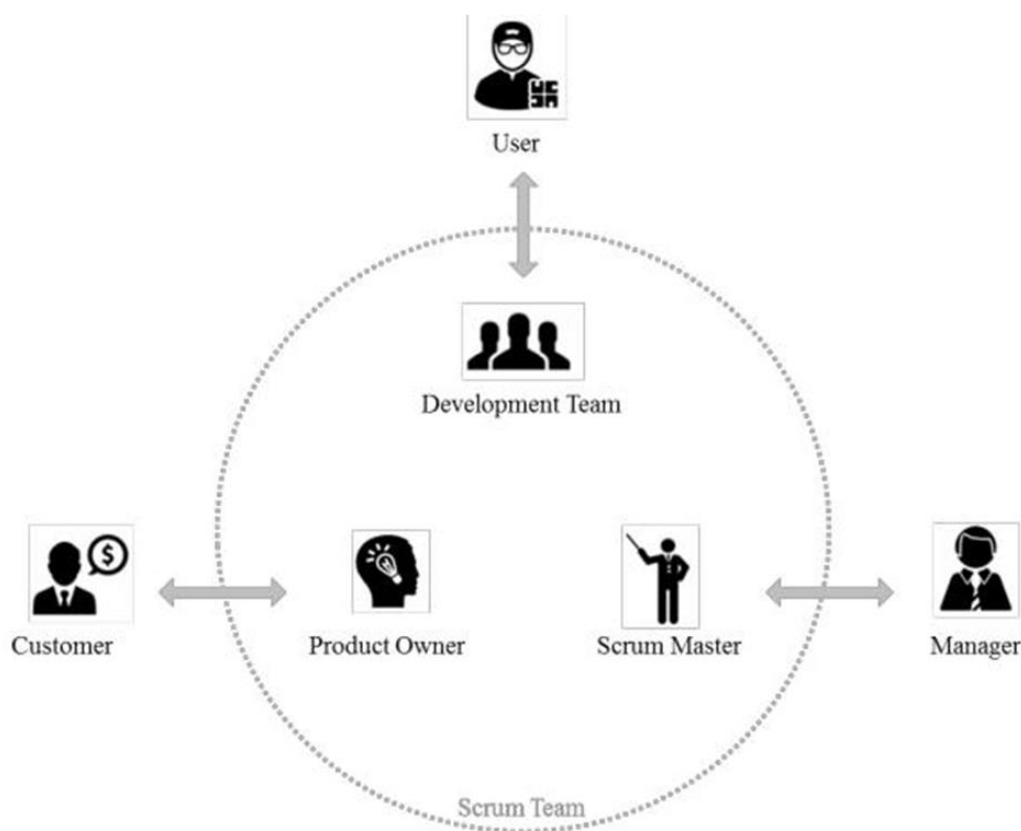 User
Development Team
Customer
Product Owner
Scrum Master
Manager
Scrum Team